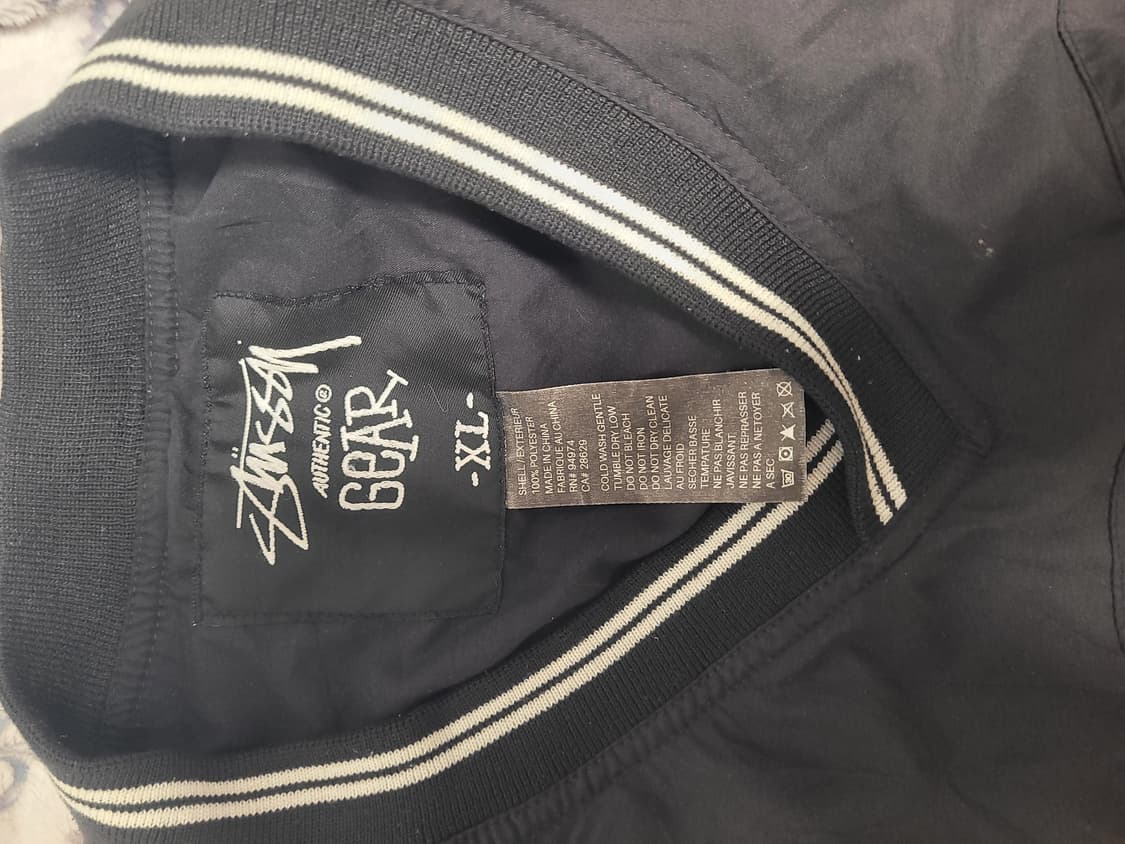 Stüssy
AUTHENTIC®
GEAR
-XL-
SHELL / EXTERIEUR
100% POLYESTER
MADE IN CHINA
FABRIQUE AU CHINA
RN# 94974
CA# 28629
COLD WASH GENTLE
TUMBLE DRY LOW
DO NOT BLEACH
DO NOT IRON
DO NOT DRY CLEAN
LAUVAGE DELICATE
AU FROID
SECHER BASSE
TEMPATURE
NE PAS BLANCHIR
JAVISSANT.
NE PAS REPRASSER
NE PAS A NETOYER
A SEC